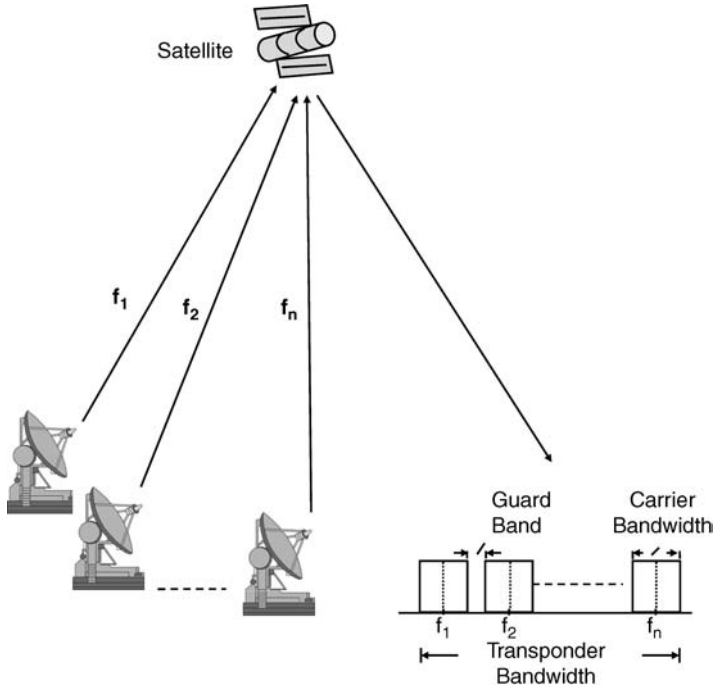 Satellite
f1
f2
fn
Guard
Band
Carrier
Bandwidth
f1
f2
fn
Transponder
Bandwidth